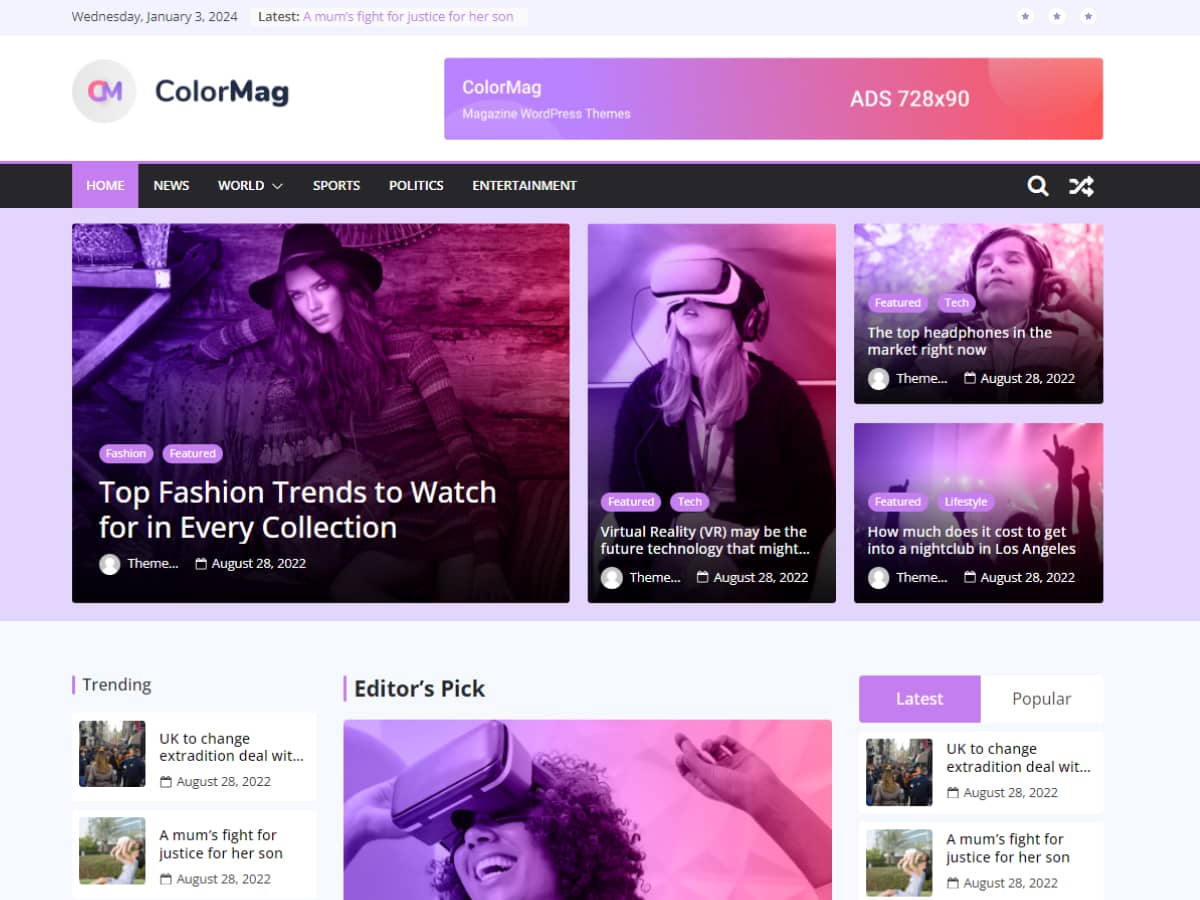 Wednesday, January 3, 2024
Latest: A mum's fight for justice for her son
CM
ColorMag
ColorMag
Magazine WordPress Themes
ADS 728x90
HOME
NEWS
WORLD
SPORTS
POLITICS
ENTERTAINMENT
Fashion
Featured
Top Fashion Trends to Watch
for in Every Collection
Theme...
August 28, 2022
Featured
Tech
Virtual Reality (VR) may be the
future technology that might...
Theme...
August 28, 2022
Featured
Tech
The top headphones in the
market right now
Theme...
August 28, 2022
Featured
Lifestyle
How much does it cost to get
into a nightclub in Los Angeles
Theme...
August 28, 2022
Trending
UK to change
extradition deal wit...
August 28, 2022
A mum's fight for
justice for her son
August 28, 2022
Editor's Pick
Latest
Popular
UK to change
extradition deal wit...
August 28, 2022
A mum's fight for
justice for her son
August 28, 2022